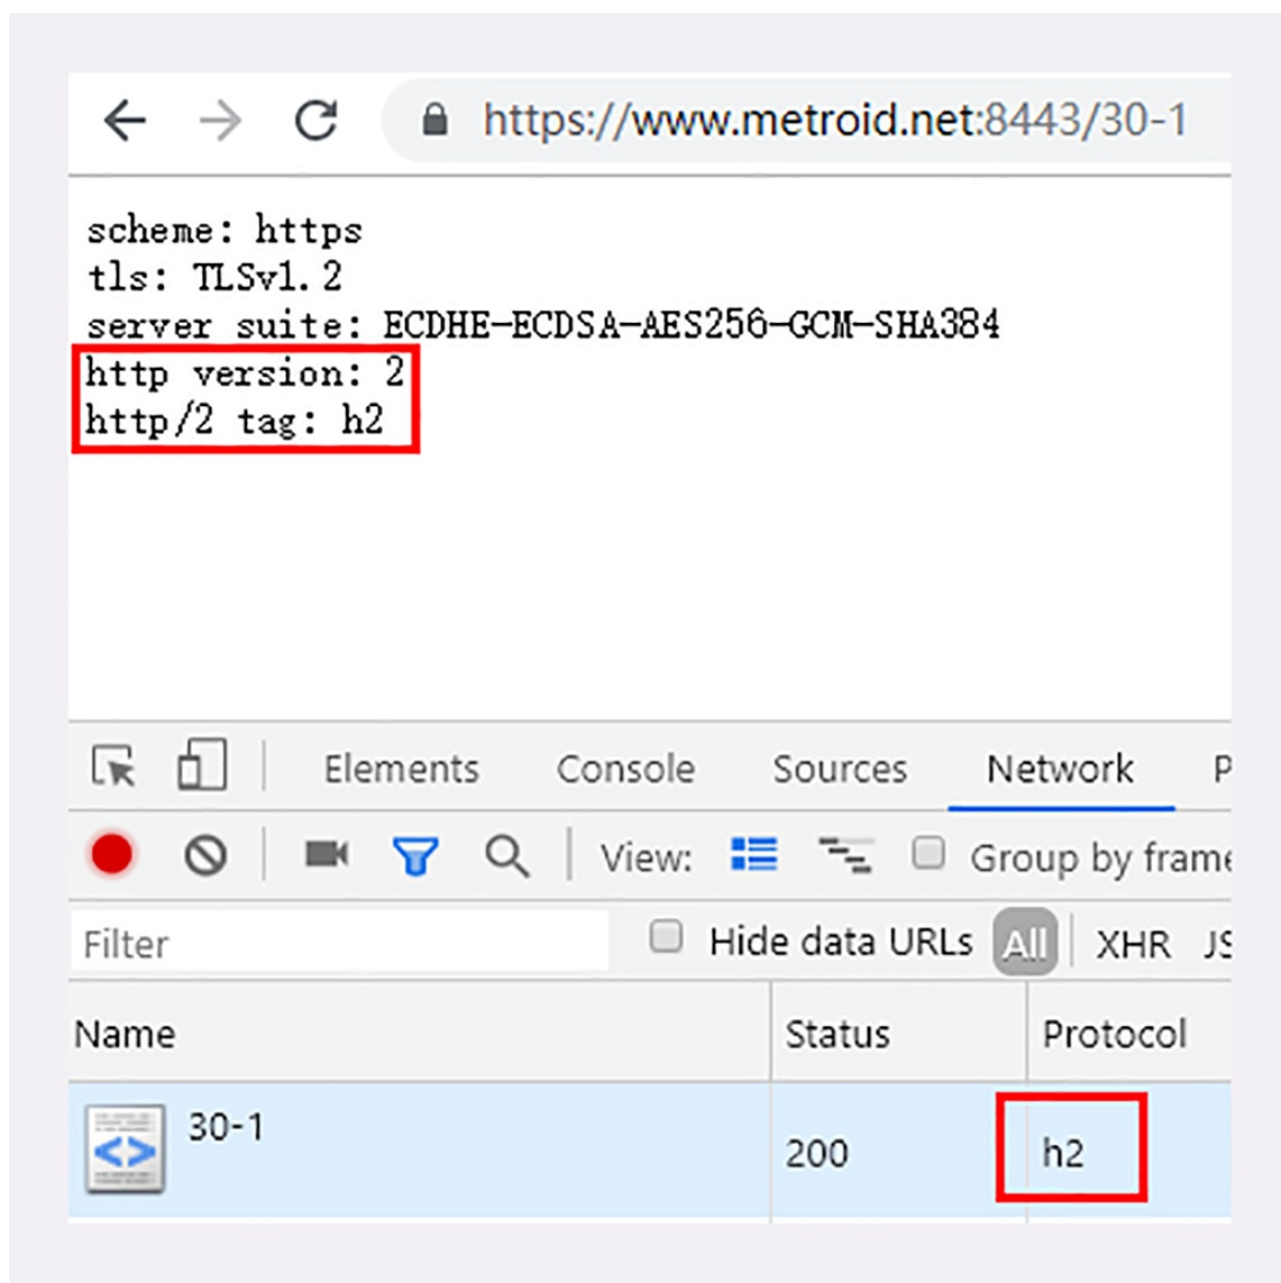 https://www.metroid.net:8443/30-1
scheme: https
tls: TLSv1.2
server suite: ECDHE-ECDSA-AES256-GCM-SHA384
http version: 2
http/2 tag: h2
Elements Console Sources Network P
View: Group by frame
Filter Hide data URLs All XHR JS
Name Status Protocol
30-1 200 h2